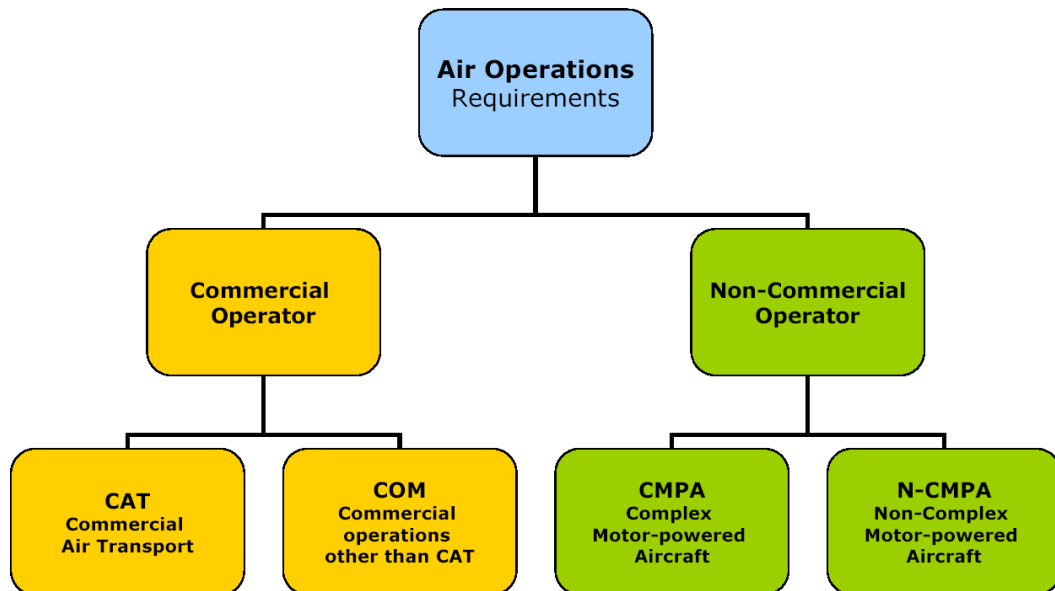 Air Operations
Requirements
Commercial
Operator
Non-Commercial
Operator
CAT
Commercial
Air Transport
COM
Commercial
operations
other than CAT
CMPA
Complex
Motor-powered
Aircraft
N-CMPA
Non-Complex
Motor-powered
Aircraft